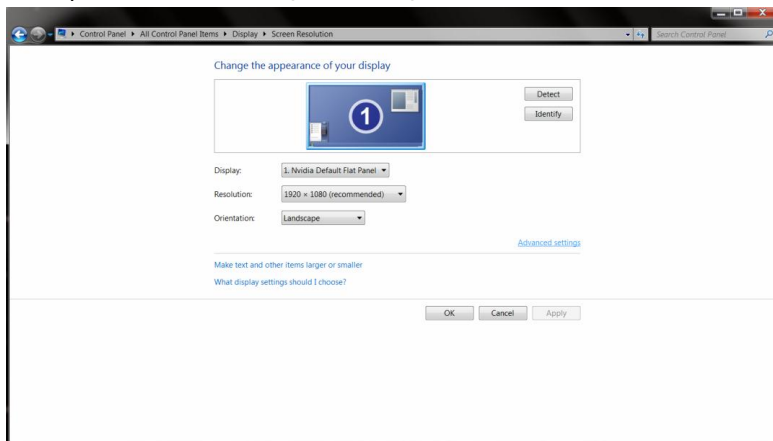 Control Panel ▸ All Control Panel Items ▸ Display ▸ Screen Resolution
Search Control Panel
Change the appearance of your display
1
Detect
Identify
Display: 1. Nvidia Default Flat Panel
Resolution: 1920 × 1080 (recommended)
Orientation: Landscape
Advanced settings
Make text and other items larger or smaller
What display settings should I choose?
OK Cancel Apply